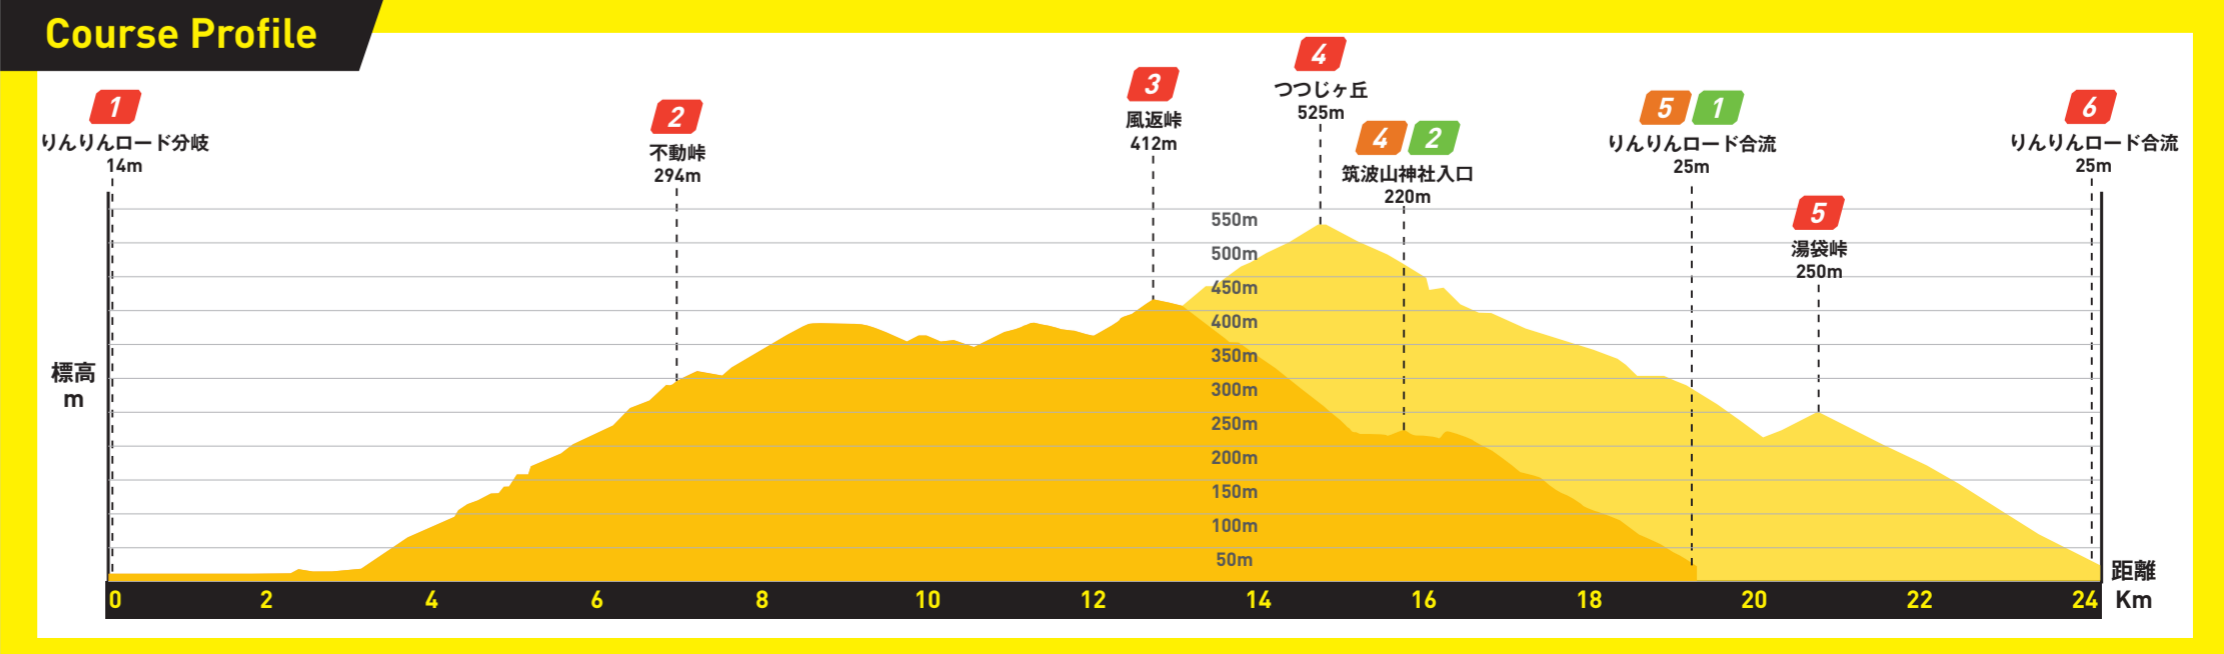 Course Profile
1
りんりんロード分岐
14m
2
不動峠
294m
3
風返峠
412m
4
つつじヶ丘
525m
4 2
筑波山神社入口
220m
5 1
りんりんロード合流
25m
5
湯袋峠
250m
6
りんりんロード合流
25m
標高
m
550m
500m
450m
400m
350m
300m
250m
200m
150m
100m
50m
0 2 4 6 8 10 12 14 16 18 20 22 24
距離
Km